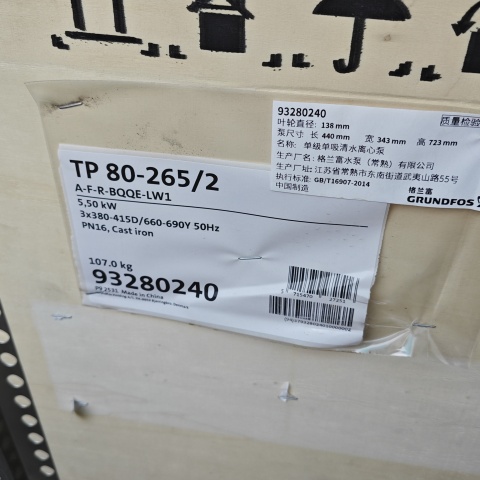 93280240
质量检验
叶轮直径: 138 mm
泵尺寸 长 440 mm 宽 343 mm 高 723 mm
名称: 单级单吸清水离心泵
生产厂名: 格兰富水泵(常熟)有限公司
生产厂址: 江苏省常熟市东南街道武夷山路55号
执行标准: GB/T16907-2014
中国制造
格兰富
GRUNDFOS
TP 80-265/2
A-F-R-BQQE-LW1
5,50 kW
3x380-415D/660-690Y 50Hz
PN16, Cast iron
107.0 kg
93280240
Made in China